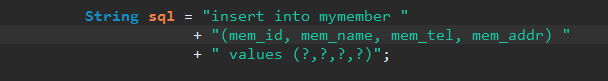 String sql = "insert into mymember "
+ "(mem_id, mem_name, mem_tel, mem_addr) "
+ " values (?,?,?,?)";